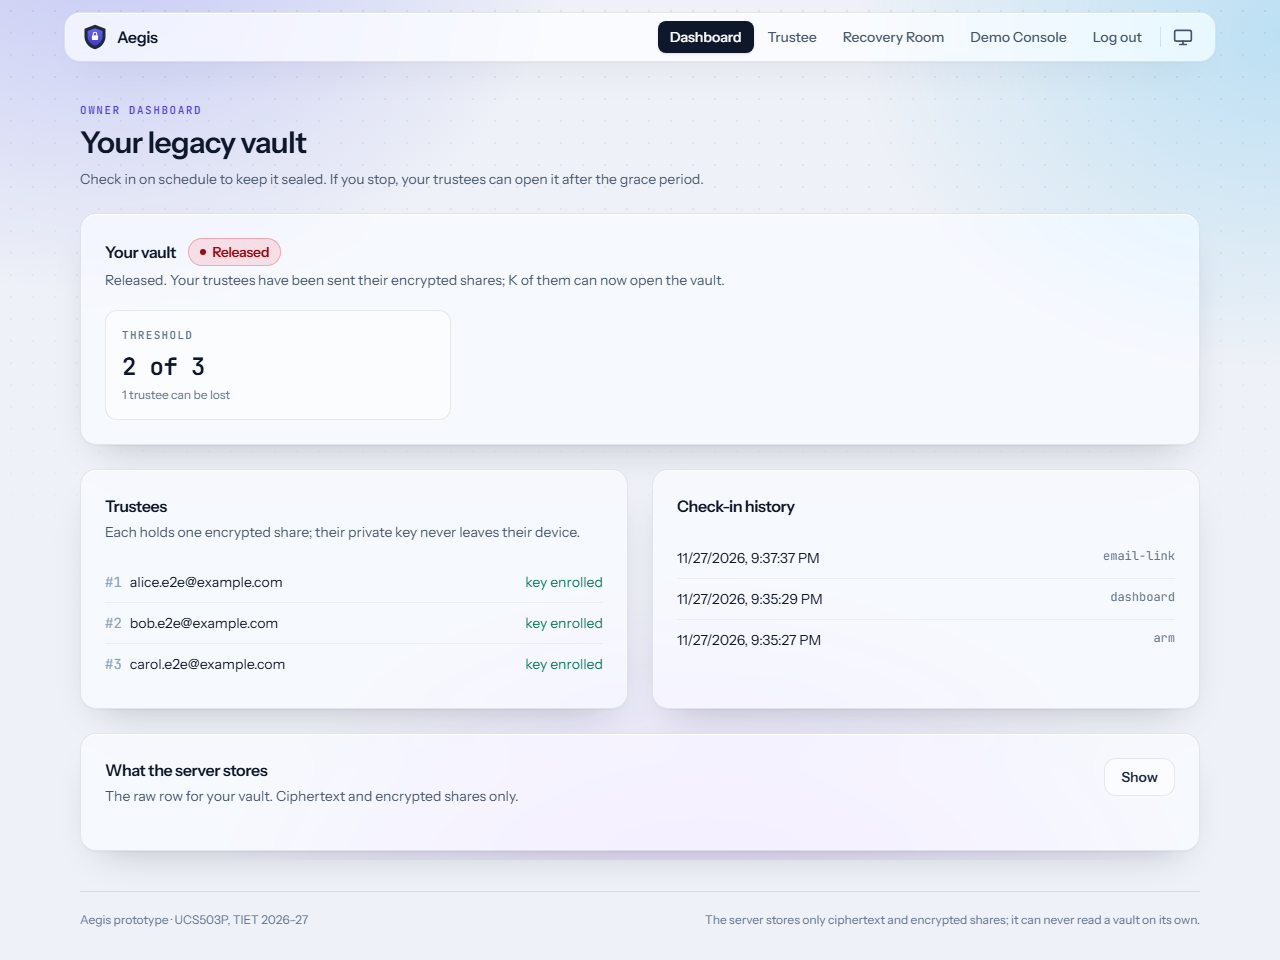 Aegis
Dashboard
Trustee
Recovery Room
Demo Console
Log out
OWNER DASHBOARD
Your legacy vault
Check in on schedule to keep it sealed. If you stop, your trustees can open it after the grace period.
Your vault
Released
Released. Your trustees have been sent their encrypted shares; K of them can now open the vault.
THRESHOLD
2 of 3
1 trustee can be lost
Trustees
Each holds one encrypted share; their private key never leaves their device.
#1 alice.e2e@example.com key enrolled
#2 bob.e2e@example.com key enrolled
#3 carol.e2e@example.com key enrolled
Check-in history
11/27/2026, 9:37:37 PM email-link
11/27/2026, 9:35:29 PM dashboard
11/27/2026, 9:35:27 PM arm
What the server stores
The raw row for your vault. Ciphertext and encrypted shares only.
Show
Aegis prototype · UCS503P, TIET 2026–27
The server stores only ciphertext and encrypted shares; it can never read a vault on its own.